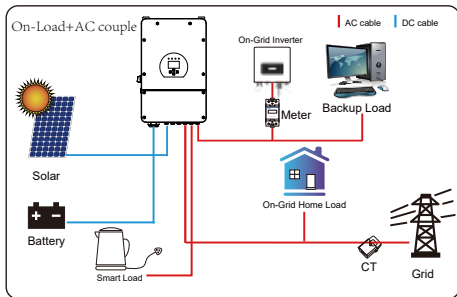 On-Load+AC couple
AC cable
DC cable
On-Grid Inverter
Meter
Backup Load
Solar
On-Grid Home Load
Battery
Smart Load
CT
Grid